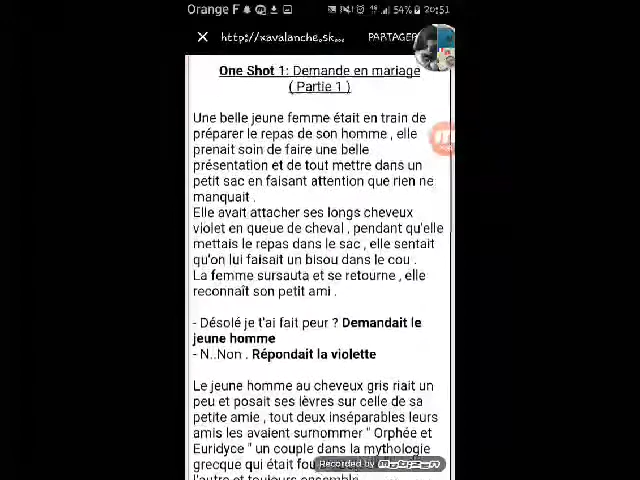 Orange F 54% 20:51
http://xavalanche.sk... PARTAGER
One Shot 1: Demande en mariage
( Partie 1 )
Une belle jeune femme était en train de
préparer le repas de son homme , elle
prenait soin de faire une belle
présentation et de tout mettre dans un
petit sac en faisant attention que rien ne
manquait .
Elle avait attacher ses longs cheveux
violet en queue de cheval , pendant qu'elle
mettais le repas dans le sac , elle sentait
qu'on lui faisait un bisou dans le cou .
La femme sursauta et se retourne , elle
reconnaît son petit ami .
- Désolé je t'ai fait peur ? Demandait le
jeune homme
- N..Non . Répondait la violette
Le jeune homme au cheveux gris riait un
peu et posait ses lèvres sur celle de sa
petite amie , tout deux inséparables leurs
amis les avaient surnommer " Orphée et
Euridyce " un couple dans la mythologie
grecque qui était fou
Recorded by
l'autre et toujours ensemble